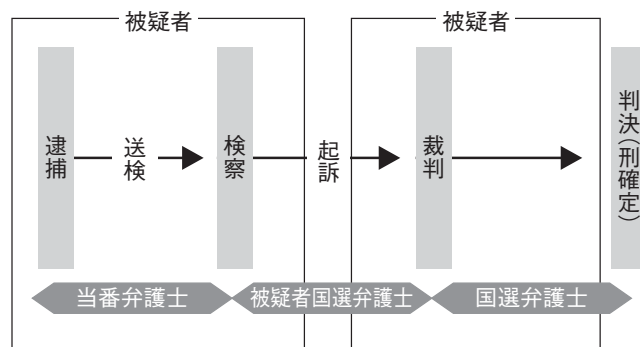 被疑者
被疑者
逮捕
送検
検察
起訴
裁判
判決(刑確定)
当番弁護士
被疑者国選弁護士
国選弁護士